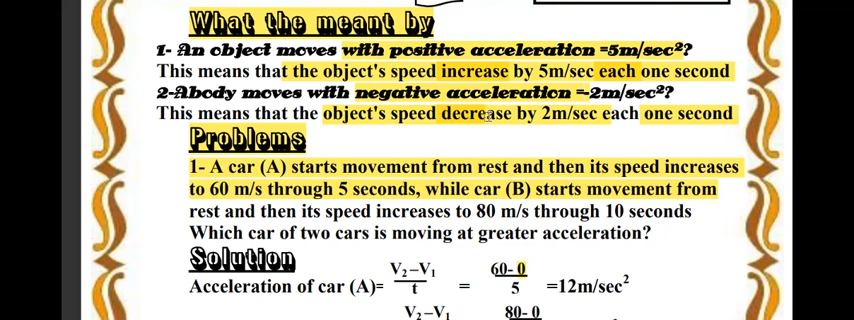 What the meant by
1- An object moves with positive acceleration =5m/sec²?
This means that the object's speed increase by 5m/sec each one second
2-Abody moves with negative acceleration =-2m/sec²?
This means that the object's speed decrease by 2m/sec each one second
Problems
1- A car (A) starts movement from rest and then its speed increases
to 60 m/s through 5 seconds, while car (B) starts movement from
rest and then its speed increases to 80 m/s through 10 seconds
Which car of two cars is moving at greater acceleration?
Solution
V₂–V₁ 60- 0
Acceleration of car (A)= t = 5 =12m/sec²
V₂–V₁ 80- 0